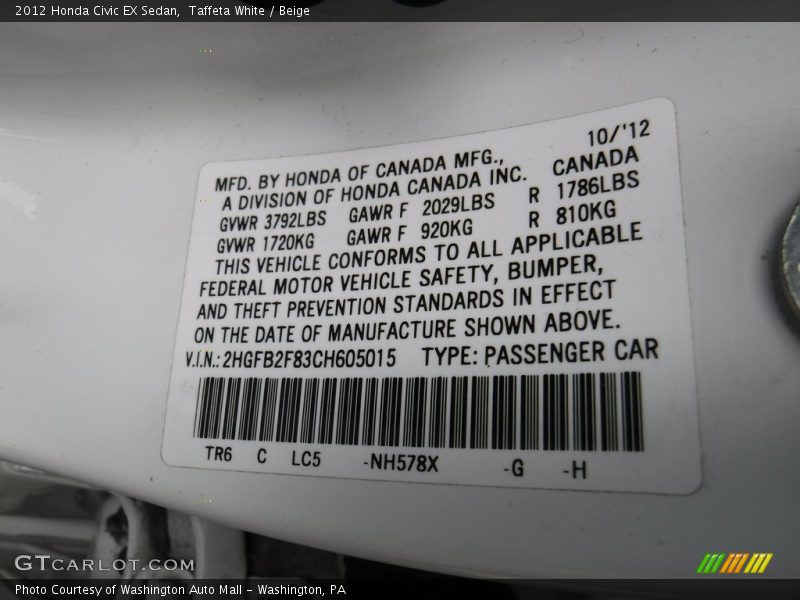 2012 Honda Civic EX Sedan, Taffeta White / Beige
10/'12
MFD. BY HONDA OF CANADA MFG.,
A DIVISION OF HONDA CANADA INC. CANADA
GVWR 3792LBS GAWR F 2029LBS R 1786LBS
GVWR 1720KG GAWR F 920KG R 810KG
THIS VEHICLE CONFORMS TO ALL APPLICABLE
FEDERAL MOTOR VEHICLE SAFETY, BUMPER,
AND THEFT PREVENTION STANDARDS IN EFFECT
ON THE DATE OF MANUFACTURE SHOWN ABOVE.
V.I.N.: 2HGFB2F83CH605015 TYPE: PASSENGER CAR
TR6 C LC5 -NH578X -G -H
GTCARLOT.COM
Photo Courtesy of Washington Auto Mall - Washington, PA